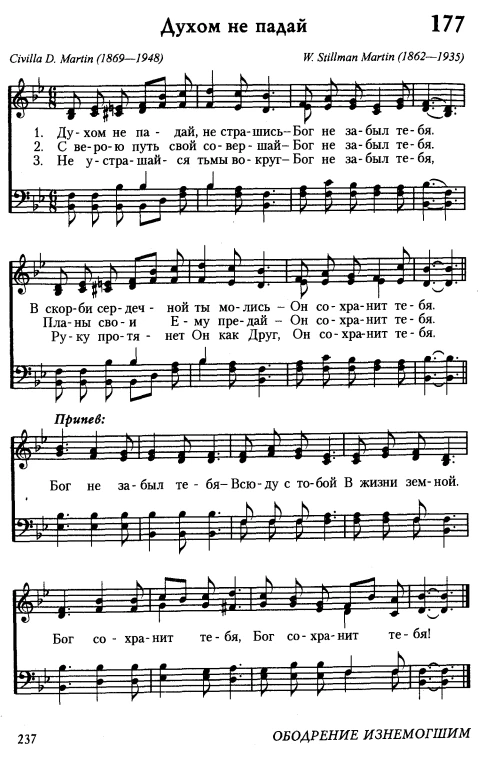 Духом не падай 177
Civilla D. Martin (1869—1948) W. Stillman Martin (1862—1935)
1. Ду- хом не па - дай, не стра- шись— Бог не за- был те- бя.
2. С ве- ро- ю путь свой со- вер- шай— Бог не за- был те- бя.
3. Не у- стра- шай- ся тьмы во- круг— Бог не за- был те- бя,
В скор- би сер- деч - ной ты мо- лись — Он со- хра- нит те- бя.
Пла- ны сво- и Е - му пре- дай — Он со- хра- нит те- бя.
Ру- ку про- тя - нет Он как Друг, Он со- хра- нит те- бя.
Припев:
Бог не за- был те - бя— Всю- ду с то- бой В жизни зем- ной.
Бог со - хра- нит те- бя, Бог со- хра- нит те - бя!
237 ОБОДРЕНИЕ ИЗНЕМОГШИМ